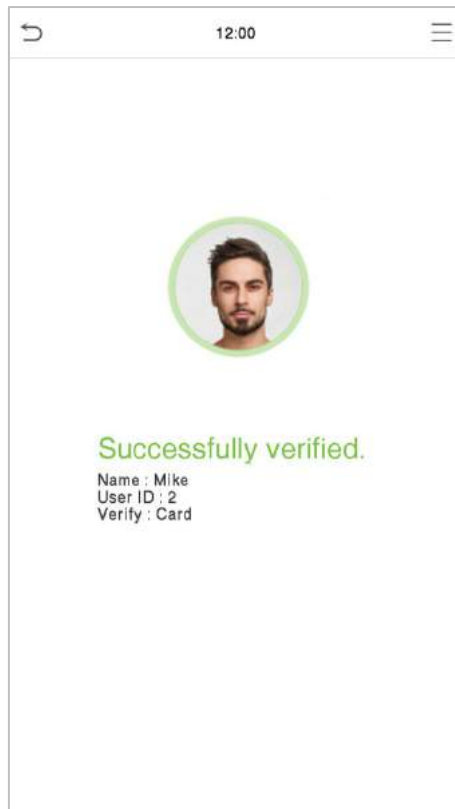 12:00
Successfully verified.
Name : Mike
User ID : 2
Verify : Card